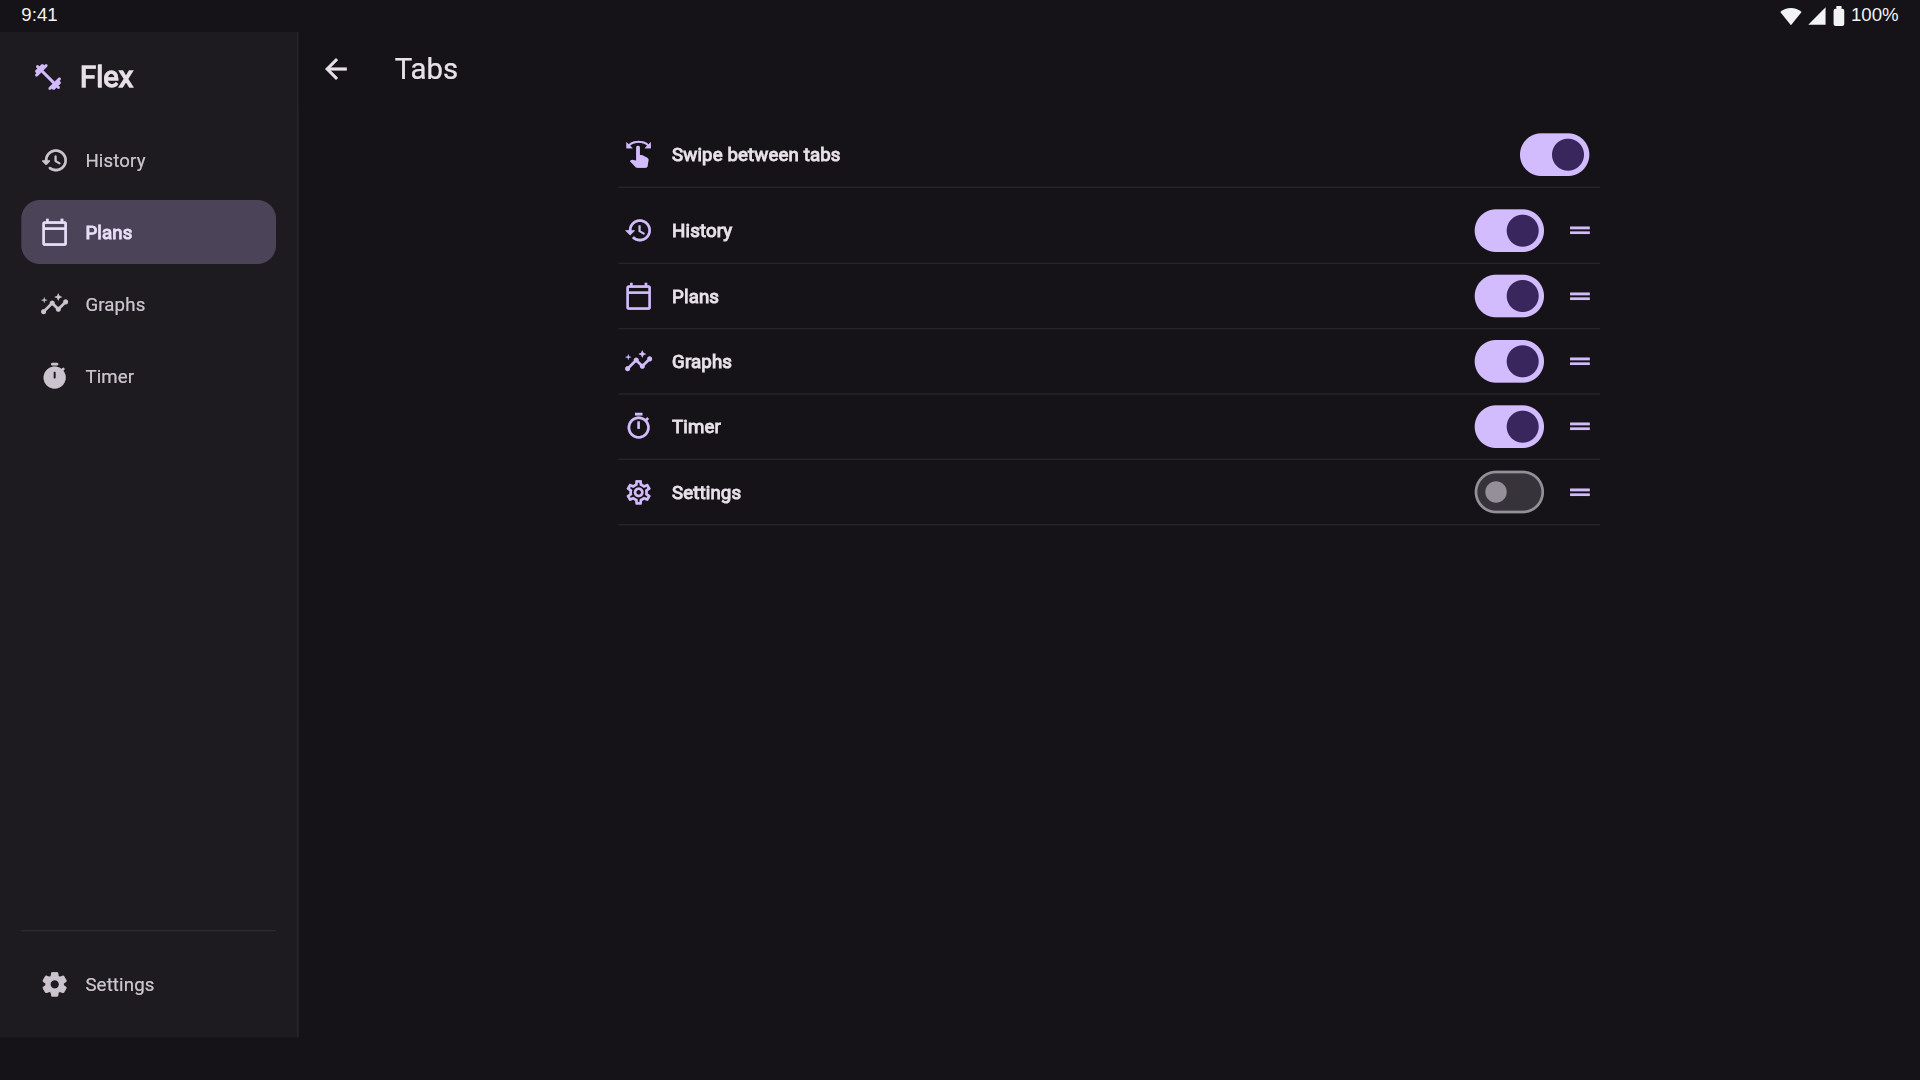 9:41
100%
Flex
Tabs
History
Plans
Graphs
Timer
Settings
Swipe between tabs
History
Plans
Graphs
Timer
Settings